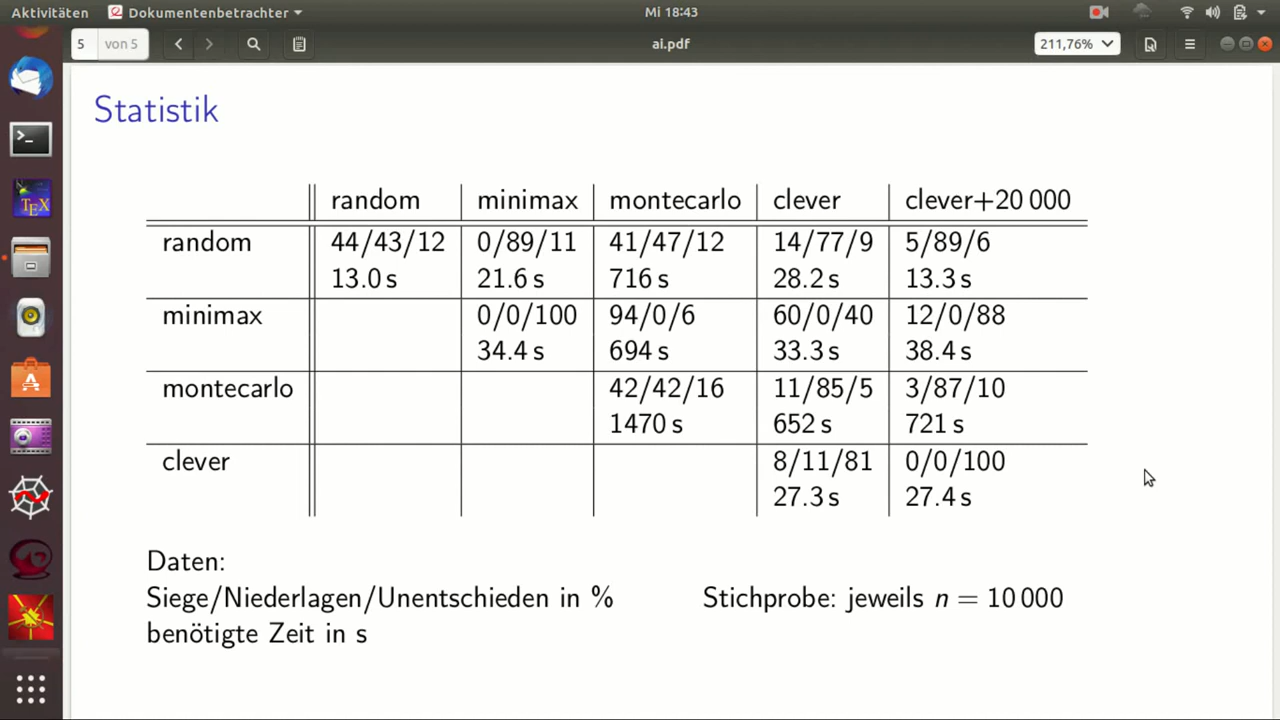 Aktivitäten Dokumentenbetrachter Mi 18:43
5 von 5 ai.pdf 211,76%
Statistik
random minimax montecarlo clever clever+20 000
random 44/43/12 0/89/11 41/47/12 14/77/9 5/89/6
13.0 s 21.6 s 716 s 28.2 s 13.3 s
minimax 0/0/100 94/0/6 60/0/40 12/0/88
34.4 s 694 s 33.3 s 38.4 s
montecarlo 42/42/16 11/85/5 3/87/10
1470 s 652 s 721 s
clever 8/11/81 0/0/100
27.3 s 27.4 s
Daten:
Siege/Niederlagen/Unentschieden in % Stichprobe: jeweils n = 10 000
benötigte Zeit in s
TEX